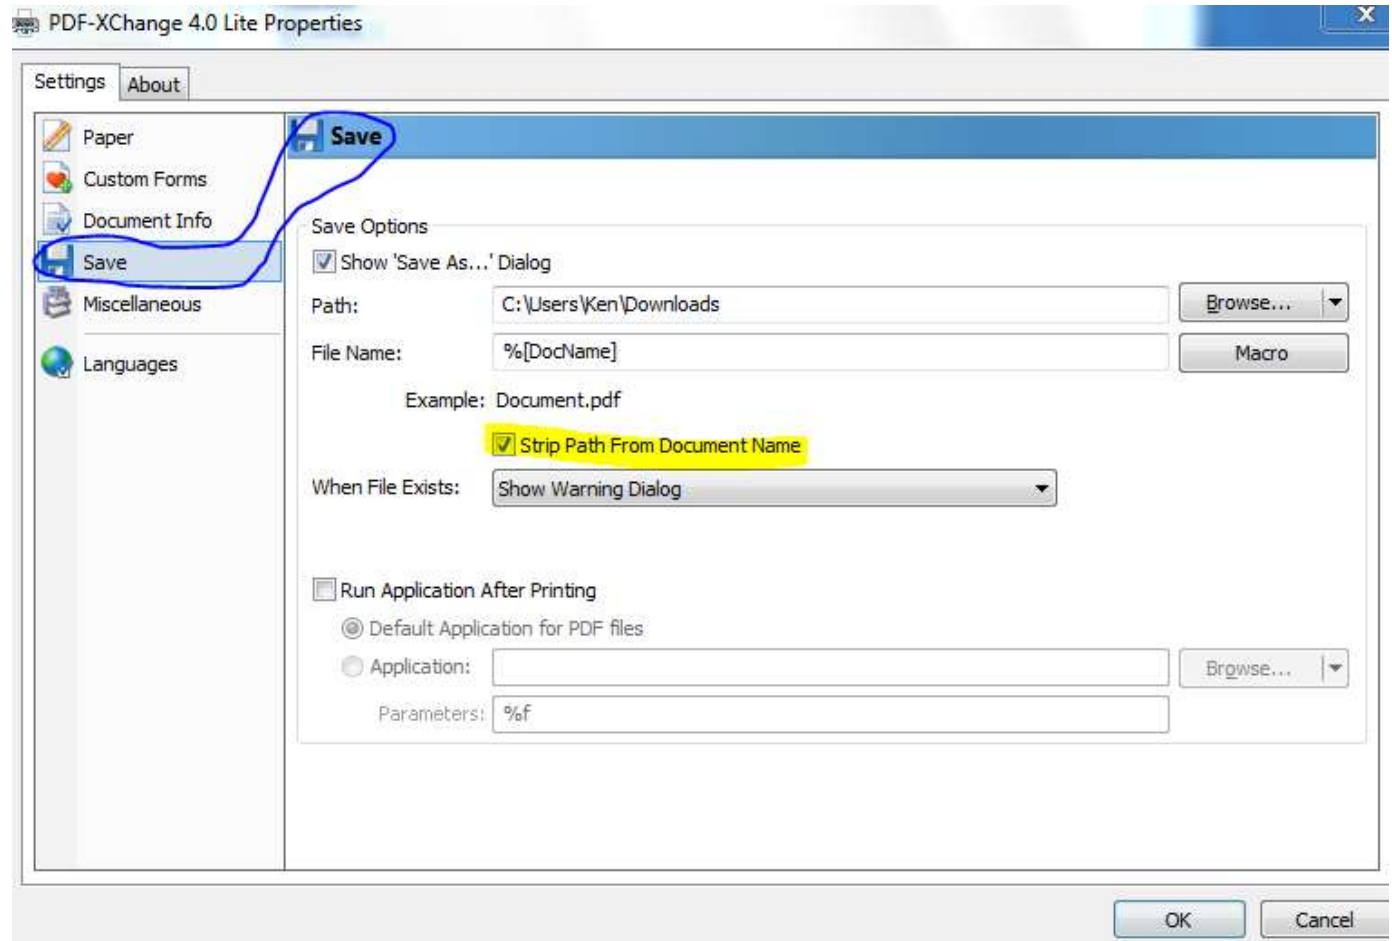 PDF-XChange 4.0 Lite Properties
X
Settings
About
Paper
Custom Forms
Document Info
Save
Miscellaneous
Languages
Save
Save Options
Show 'Save As...' Dialog
Path: C:\Users\Ken\Downloads Browse...
File Name: %[DocName] Macro
Example: Document.pdf
Strip Path From Document Name
When File Exists: Show Warning Dialog
Run Application After Printing
Default Application for PDF files
Application: Browse...
Parameters: %f
OK Cancel